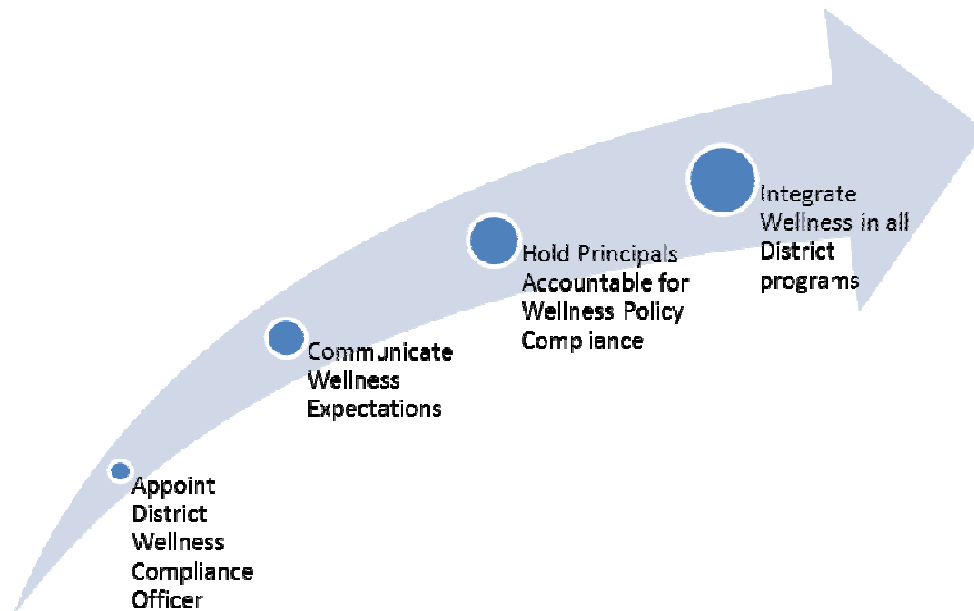 Integrate
Wellness in all
District
programs
Hold Principals
Accountable for
Wellness Policy
Compliance
Communicate
Wellness
Expectations
Appoint
District
Wellness
Compliance
Officer